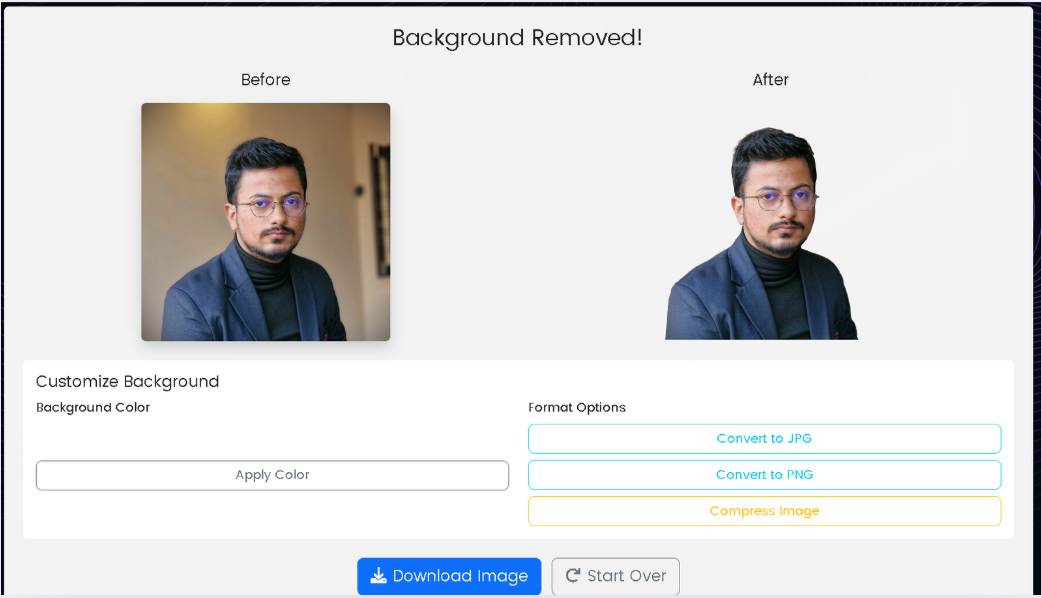 Background Removed!
Before
After
Customize Background
Background Color
Apply Color
Format Options
Convert to JPG
Convert to PNG
Compress Image
Download Image
Start Over